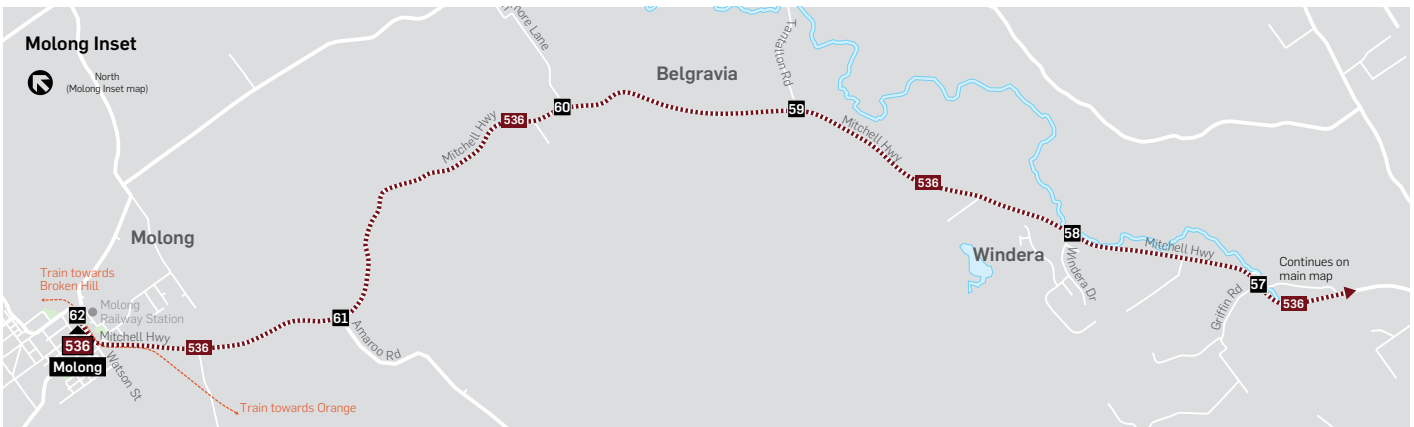 Molong Inset
North
(Molong Inset map)
more Lane
Tantallon Rd
Belgravia
60
59
536
Mitchell Hwy
Mitchell Hwy
536
58
Windera
Windera Dr
Mitchell Hwy
Continues on
main map
57
536
Griffin Rd
Molong
Train towards
Broken Hill
Molong
Railway Station
62
Mitchell Hwy
536
Molong
Watson St
536
61
Amaroo Rd
Train towards Orange